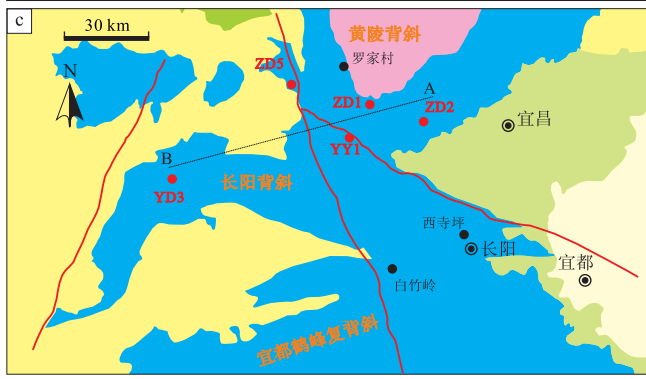 c
30 km
黄陵背斜
罗家村
ZD5
N
A
ZD1
ZD2
宜昌
YY1
B
长阳背斜
YD3
西寺坪
长阳
宜都
白竹岭
宜都鹤峰复背斜